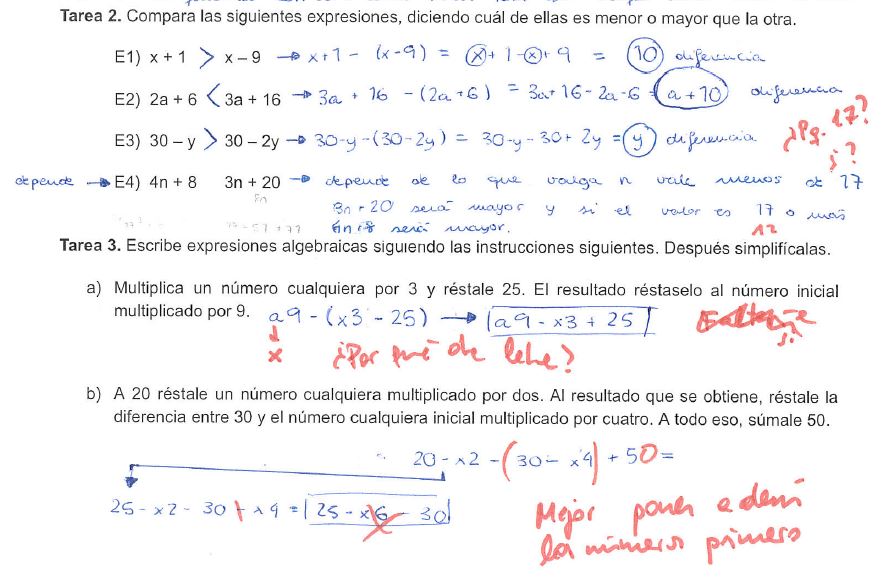 Tarea 2. Compara las siguientes expresiones, diciendo cuál de ellas es menor o mayor que la otra.
E1) x + 1 > x – 9 → x+1 - (x-9) = x + 1 - x + 9 = 10 diferencia
E2) 2a + 6 < 3a + 16 → 3a + 16 - (2a+6) = 3a + 16 - 2a - 6 = a + 10 diferencia
E3) 30 – y > 30 – 2y → 30-y-(30-2y) = 30-y-30+2y = y diferencia ¿Pq. 17?
¿?
depende → E4) 4n + 8 3n + 20 → depende de lo que valga n vale menos de 17
3n + 20 será mayor y si el valor es 17 o más
será mayor. 12
Tarea 3. Escribe expresiones algebraicas siguiendo las instrucciones siguientes. Después simplifícalas.
a) Multiplica un número cualquiera por 3 y réstale 25. El resultado réstaselo al número inicial
multiplicado por 9. a9 - (x3 - 25) → a9 - x3 + 25
x ¿Por qué de
b) A 20 réstale un número cualquiera multiplicado por dos. Al resultado que se obtiene, réstale la
diferencia entre 30 y el número cualquiera inicial multiplicado por cuatro. A todo eso, súmale 50.
20 - x2 - (30 - x4) + 50 =
25 - x2 - 30 + x4 = 25 - x6 - 30
Mejor poner
los números primero